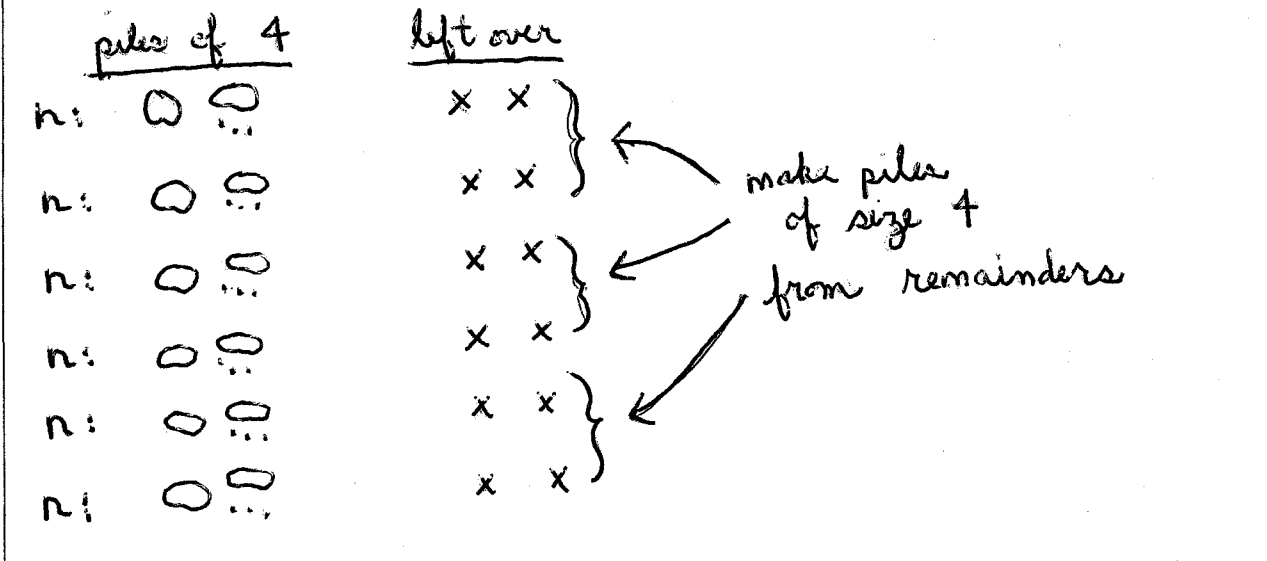 piles of 4
left over
n:
x x
n:
x x
make piles
of size 4
from remainders
n:
x x
n:
x x
n:
x x
n:
x x